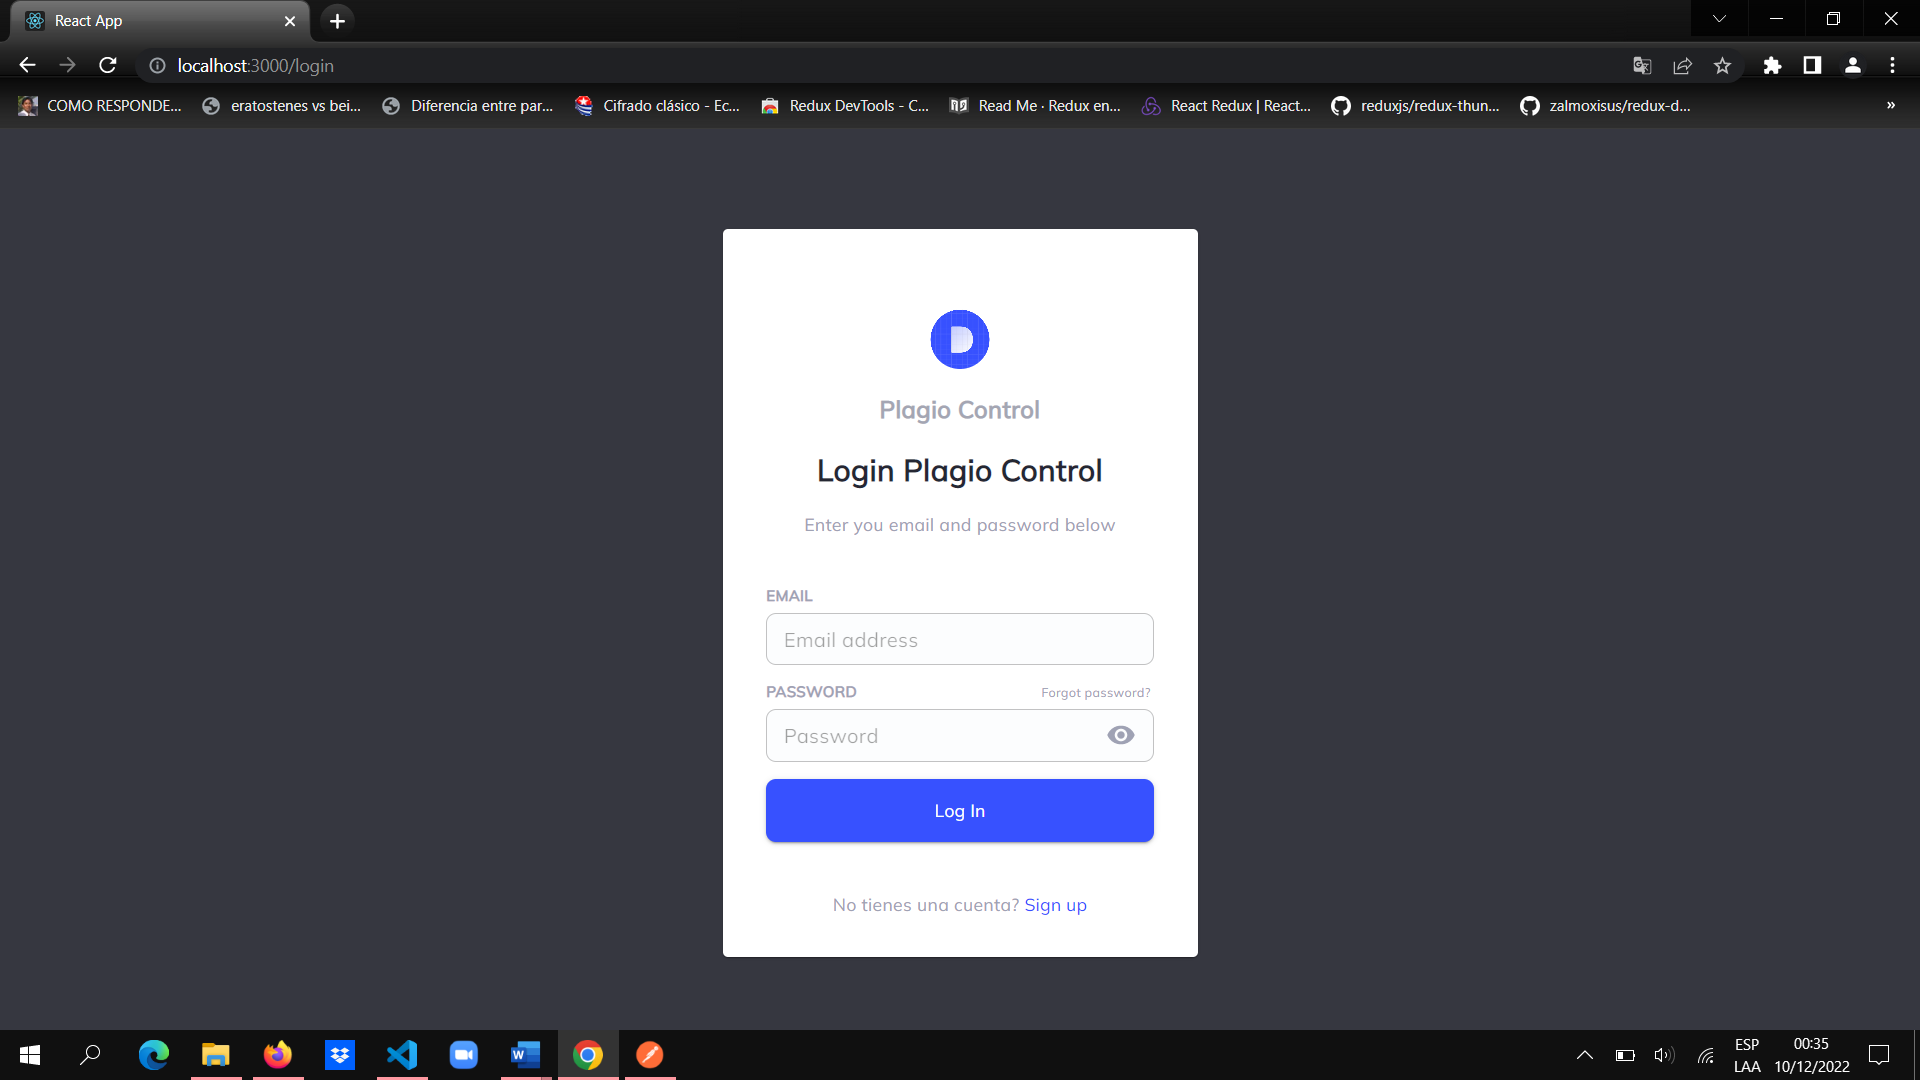 React App
localhost:3000/login
COMO RESPONDE...
eratostenes vs bei...
Diferencia entre par...
Cifrado clásico - Ec...
Redux DevTools - C...
Read Me · Redux en...
React Redux | React...
reduxjs/redux-thun...
zalmoxisus/redux-d...
»
D
Plagio Control
Login Plagio Control
Enter you email and password below
EMAIL
Email address
PASSWORD
Forgot password?
Password
Log In
No tienes una cuenta? Sign up
ESP
LAA
00:35
10/12/2022